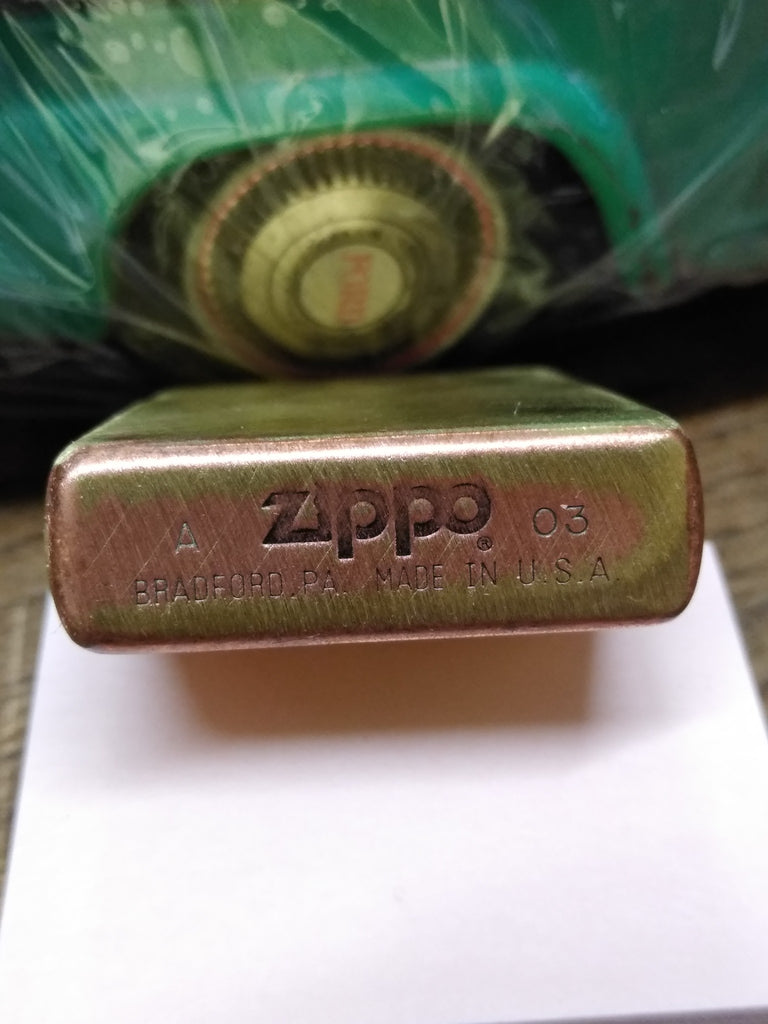 A Zippo® 03
BRADFORD, PA. MADE IN U.S.A.